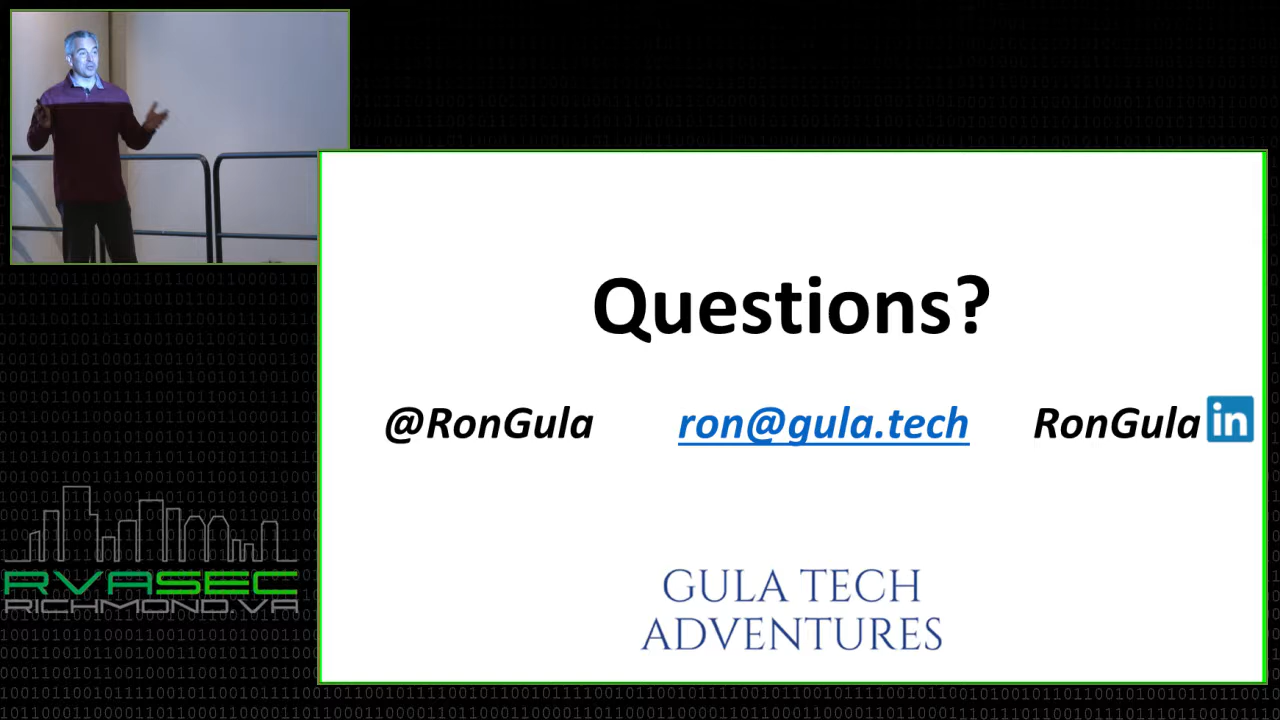 Questions?
@RonGula ron@gula.tech RonGula in
GULA TECH
ADVENTURES
RVASEC
RICHMOND.VA